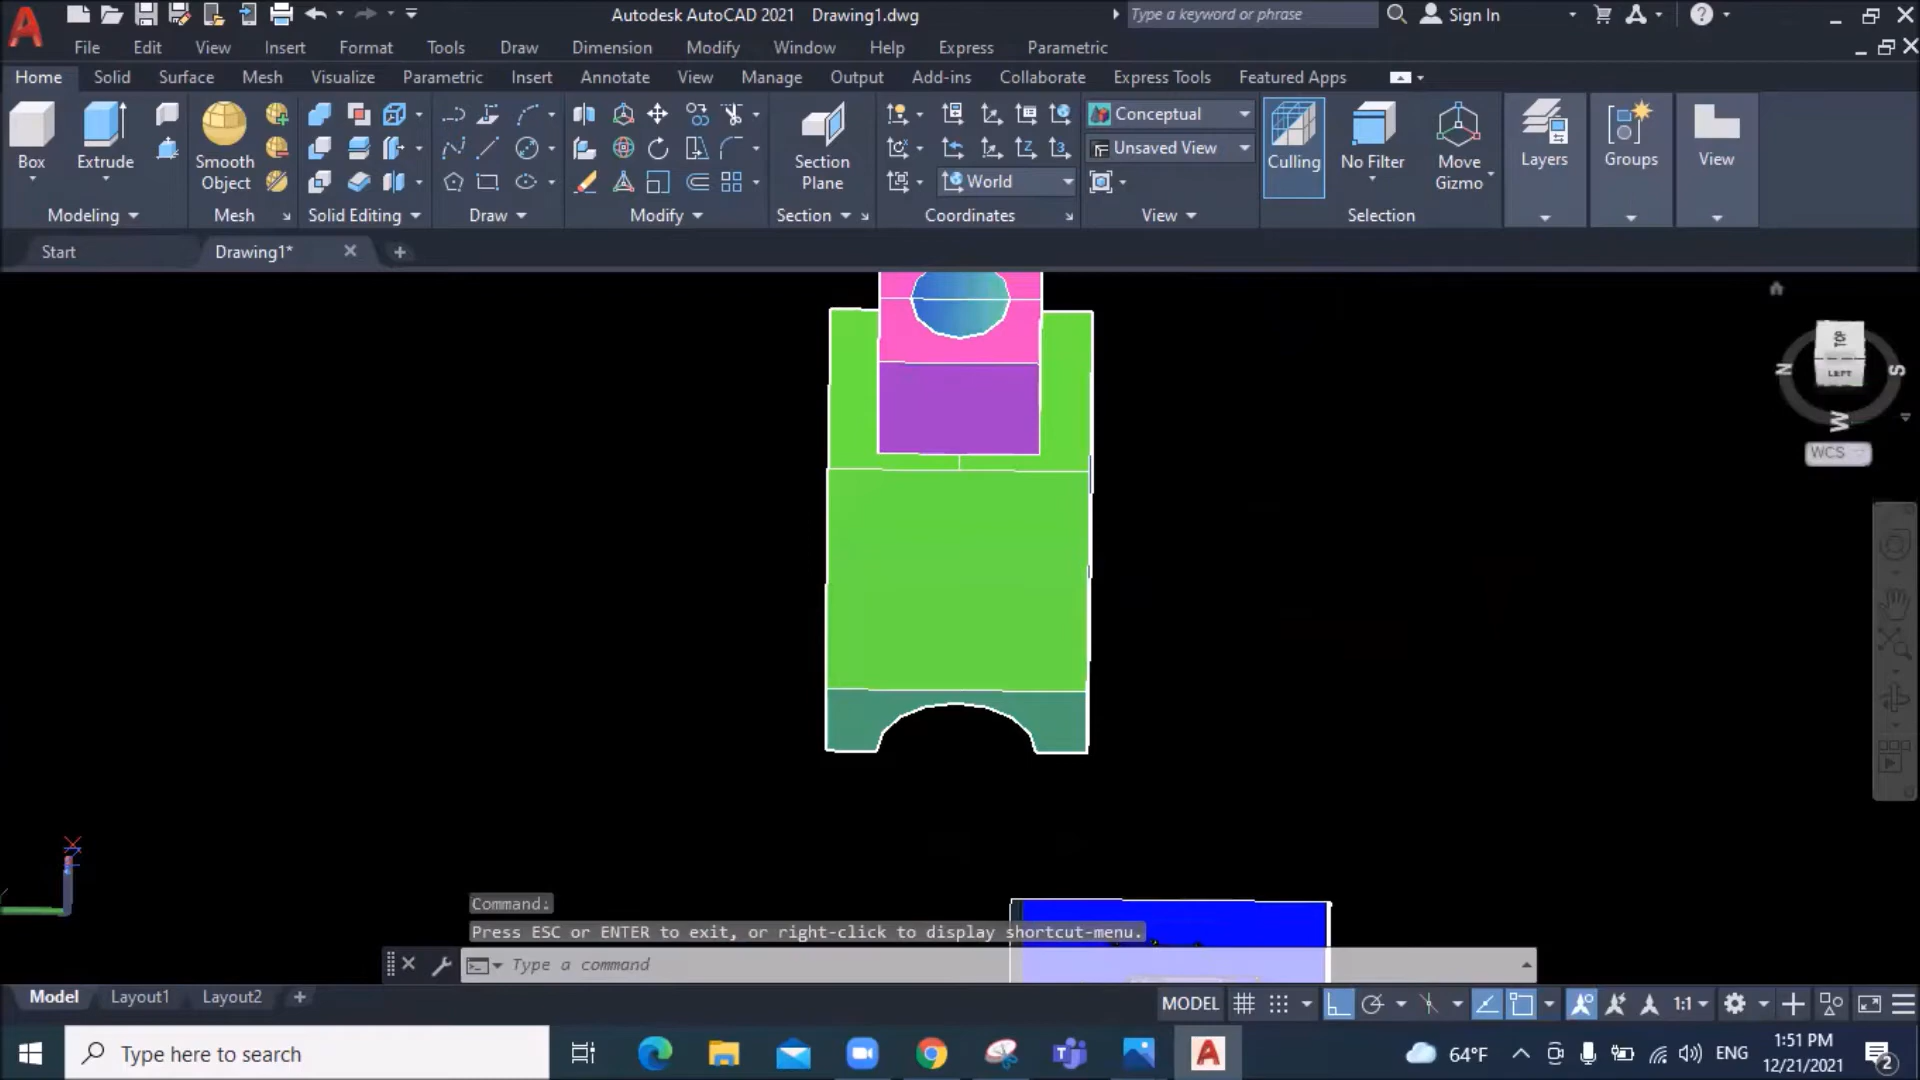 Autodesk AutoCAD 2021 Drawing1.dwg Type a keyword or phrase Sign In
File Edit View Insert Format Tools Draw Dimension Modify Window Help Express Parametric
Home Solid Surface Mesh Visualize Parametric Insert Annotate View Manage Output Add-ins Collaborate Express Tools Featured Apps
Box Extrude Smooth Object Section Plane Conceptual Unsaved View World Culling No Filter Move Gizmo Layers Groups View
Modeling Mesh Solid Editing Draw Modify Section Coordinates View Selection
Start Drawing1*
TOP
LEFT
N S
W
WCS
X
Command:
Press ESC or ENTER to exit, or right-click to display shortcut-menu.
Type a command
Model Layout1 Layout2 MODEL 1:1
Type here to search 64°F ENG 1:51 PM
12/21/2021 2